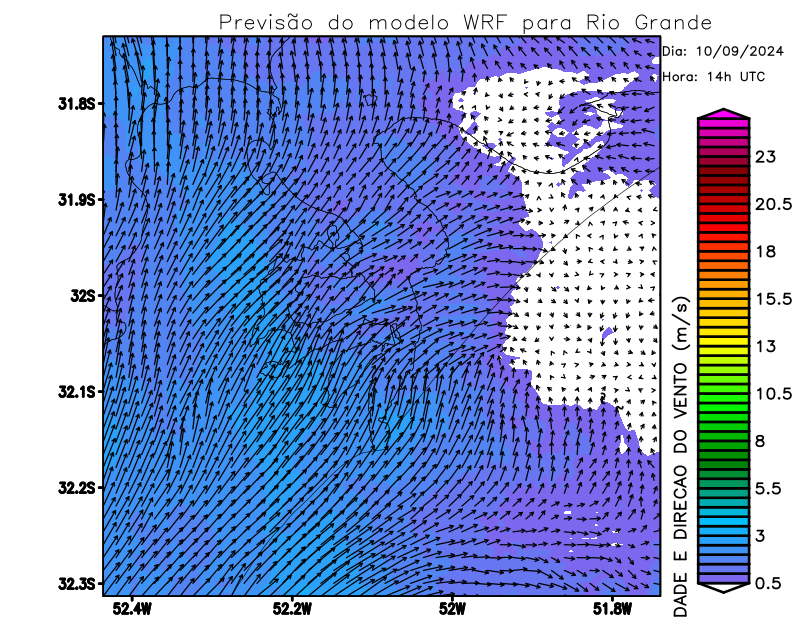 Previsão do modelo WRF para Rio Grande
Dia: 10/09/2024
Hora: 14h UTC
31.8S
31.9S
32S
32.1S
32.2S
32.3S
52.4W
52.2W
52W
51.8W
23
20.5
18
15.5
13
10.5
8
5.5
3
0.5
DADE E DIRECAO DO VENTO (m/s)